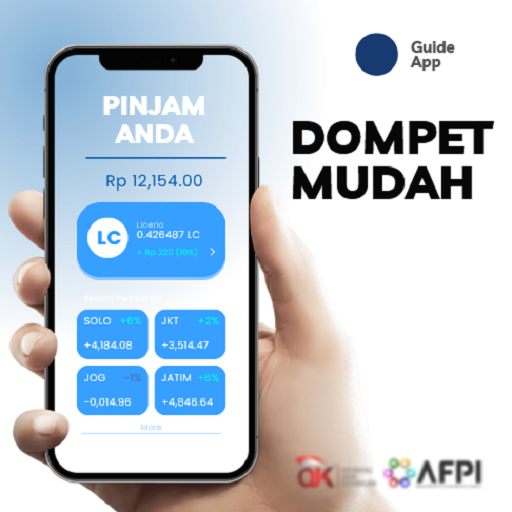 Guide
App
DOMPET
MUDAH
PINJAM
ANDA
Rp 12,154.00
LC
Liceria
0.426487 LC
+ Rp 220 (10%)
SOLO +6%
+4,184.08
JKT +2%
+3,514.47
JOG -1%
-0,014.96
JATIM +6%
+4,846.64
More
AFPI